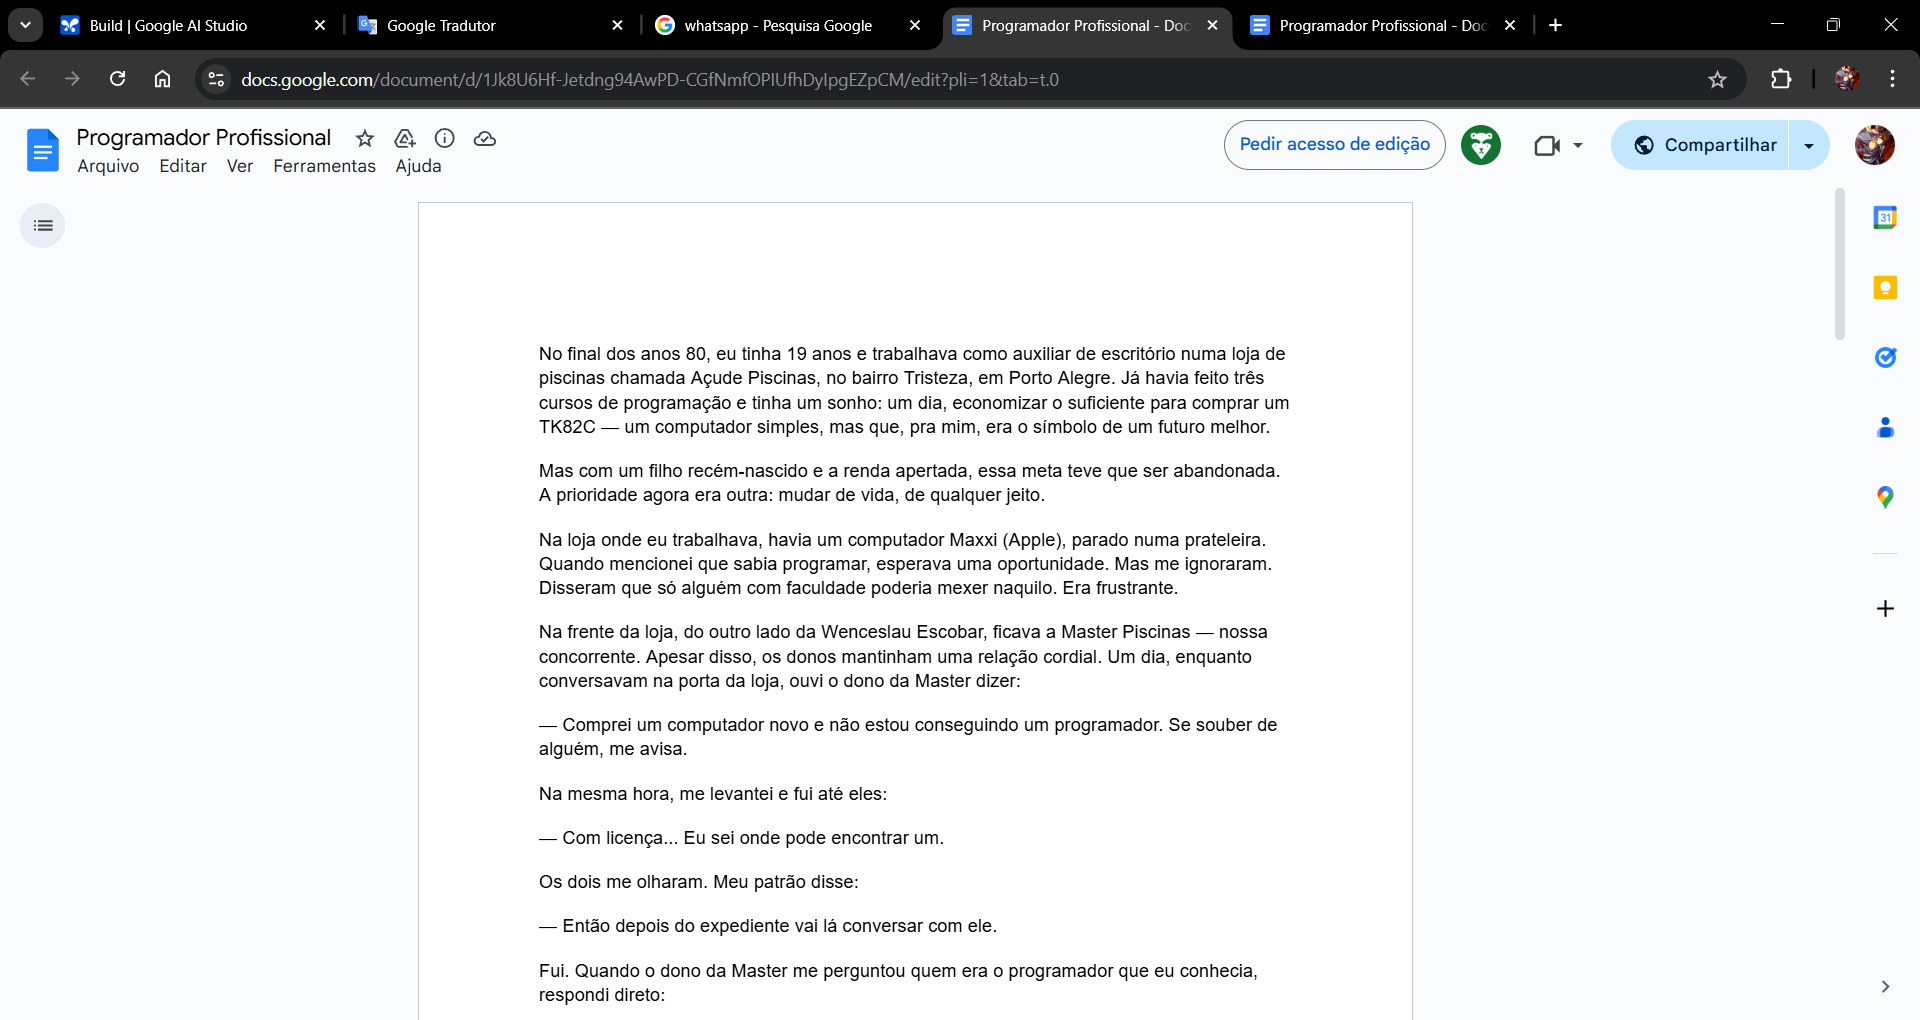 Build | Google AI Studio
Google Tradutor
whatsapp - Pesquisa Google
Programador Profissional - Doc
Programador Profissional - Doc
docs.google.com/document/d/1Jk8U6Hf-Jetdng94AwPD-CGfNmfOPIUfhDyIpgEZpCM/edit?pli=1&tab=t.0
Programador Profissional
Arquivo Editar Ver Ferramentas Ajuda
Pedir acesso de edição
Compartilhar
31
No final dos anos 80, eu tinha 19 anos e trabalhava como auxiliar de escritório numa loja de
piscinas chamada Açude Piscinas, no bairro Tristeza, em Porto Alegre. Já havia feito três
cursos de programação e tinha um sonho: um dia, economizar o suficiente para comprar um
TK82C — um computador simples, mas que, pra mim, era o símbolo de um futuro melhor.
Mas com um filho recém-nascido e a renda apertada, essa meta teve que ser abandonada.
A prioridade agora era outra: mudar de vida, de qualquer jeito.
Na loja onde eu trabalhava, havia um computador Maxxi (Apple), parado numa prateleira.
Quando mencionei que sabia programar, esperava uma oportunidade. Mas me ignoraram.
Disseram que só alguém com faculdade poderia mexer naquilo. Era frustrante.
Na frente da loja, do outro lado da Wenceslau Escobar, ficava a Master Piscinas — nossa
concorrente. Apesar disso, os donos mantinham uma relação cordial. Um dia, enquanto
conversavam na porta da loja, ouvi o dono da Master dizer:
— Comprei um computador novo e não estou conseguindo um programador. Se souber de
alguém, me avisa.
Na mesma hora, me levantei e fui até eles:
— Com licença... Eu sei onde pode encontrar um.
Os dois me olharam. Meu patrão disse:
— Então depois do expediente vai lá conversar com ele.
Fui. Quando o dono da Master me perguntou quem era o programador que eu conhecia,
respondi direto: